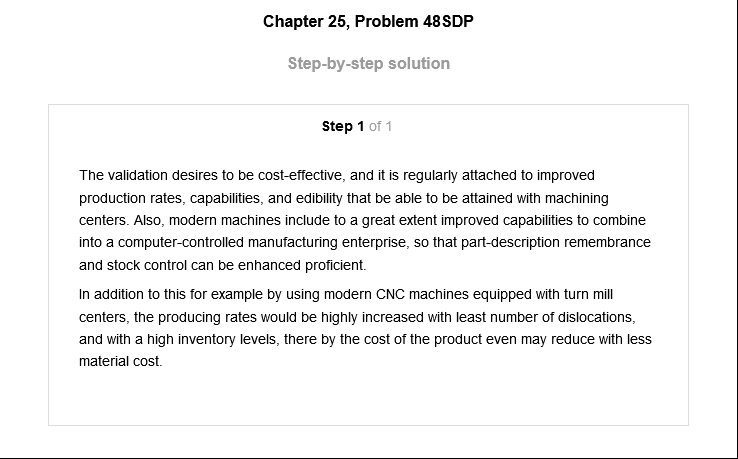 Chapter 25, Problem 48SDP
Step-by-step solution
Step 1 of 1
The validation desires to be cost-effective, and it is regularly attached to improved
production rates, capabilities, and edibility that be able to be attained with machining
centers. Also, modern machines include to a great extent improved capabilities to combine
into a computer-controlled manufacturing enterprise, so that part-description remembrance
and stock control can be enhanced proficient.
In addition to this for example by using modern CNC machines equipped with turn mill
centers, the producing rates would be highly increased with least number of dislocations,
and with a high inventory levels, there by the cost of the product even may reduce with less
material cost.